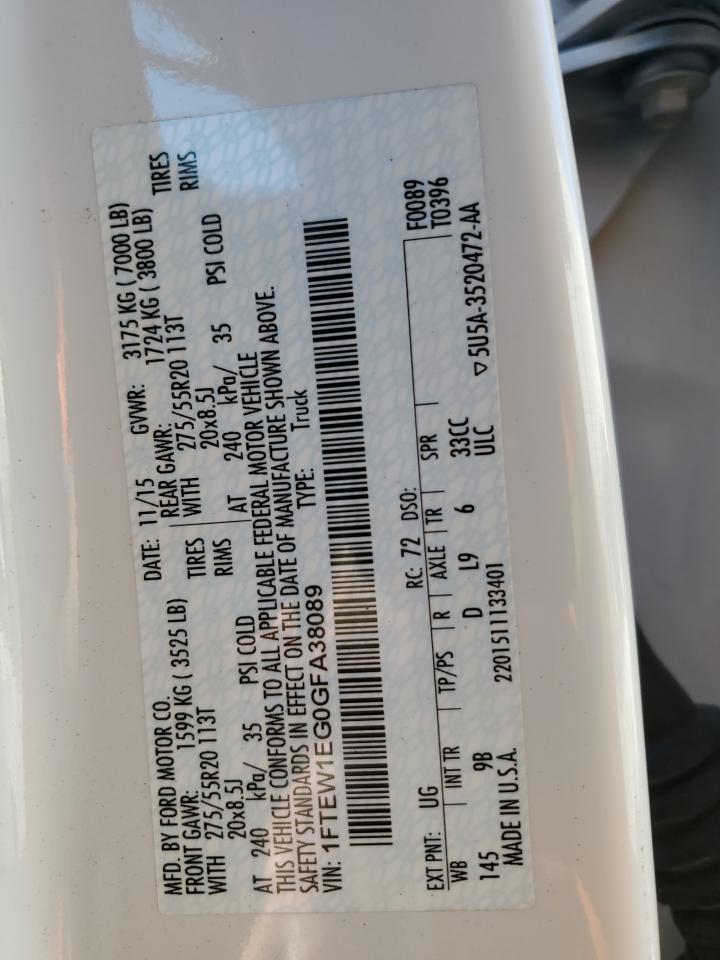 MFD. BY FORD MOTOR CO. DATE: 11/15 GVWR: 3175 KG ( 7000 LB)
FRONT GAWR: 1599 KG ( 3525 LB) REAR GAWR: 1724 KG ( 3800 LB)
WITH 275/55R20 113T TIRES WITH 275/55R20 113T TIRES
20x8.5J RIMS 20x8.5J RIMS
AT 240 kPa/ 35 PSI COLD AT 240 kPa/ 35 PSI COLD
THIS VEHICLE CONFORMS TO ALL APPLICABLE FEDERAL MOTOR VEHICLE
SAFETY STANDARDS IN EFFECT ON THE DATE OF MANUFACTURE SHOWN ABOVE.
VIN: 1FTEW1EG0GFA38089 TYPE: Truck
F0089
EXT PNT: UG RC: 72 DSO: T0396
WB INT TR TP/PS R AXLE TR SPR
145 9B D L9 6 33CC
MADE IN U.S.A. 2201511133401 ULC ▽5U5A-3520472-AA